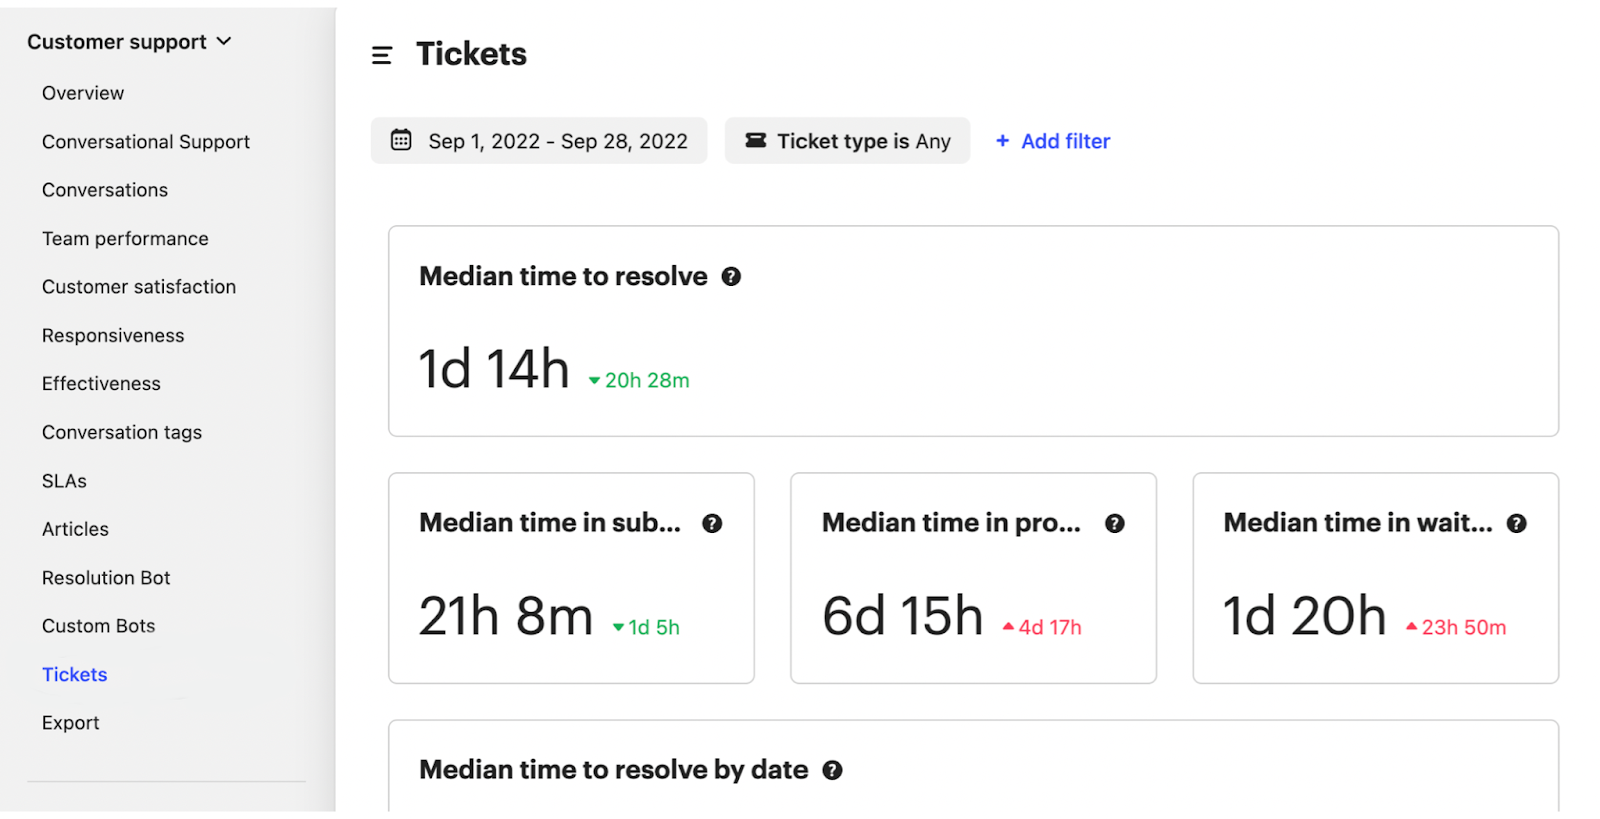 Customer support
Overview
Conversational Support
Conversations
Team performance
Customer satisfaction
Responsiveness
Effectiveness
Conversation tags
SLAs
Articles
Resolution Bot
Custom Bots
Tickets
Export
Tickets
Sep 1, 2022 - Sep 28, 2022
Ticket type is Any
+ Add filter
Median time to resolve ?
1d 14h 20h 28m
Median time in sub... ?
21h 8m 1d 5h
Median time in pro... ?
6d 15h 4d 17h
Median time in wait... ?
1d 20h 23h 50m
Median time to resolve by date ?